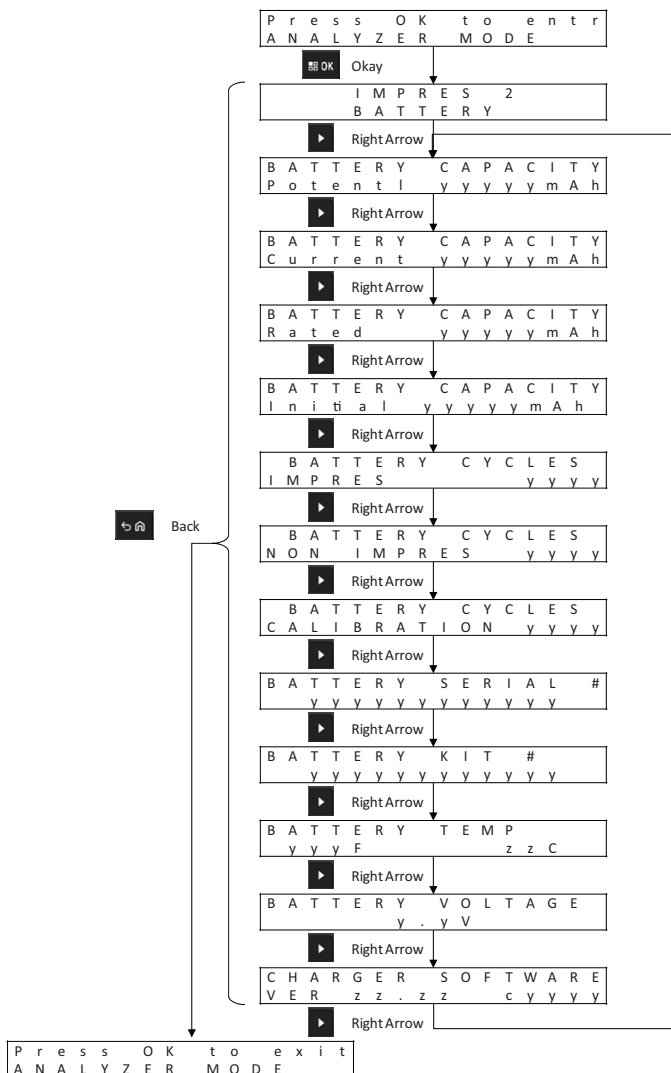 Press OK to entr
ANALYZER MODE
OK Okay
IMPRES 2
BATTERY
Right Arrow
BATTERY CAPACITY
Potentl yyyyymAh
Right Arrow
BATTERY CAPACITY
Current yyyyymAh
Right Arrow
BATTERY CAPACITY
Rated yyyyymAh
Right Arrow
BATTERY CAPACITY
Initial yyyyymAh
Right Arrow
BATTERY CYCLES
IMPRES yyyy
Right Arrow
Back
BATTERY CYCLES
NON IMPRES yyyy
Right Arrow
BATTERY CYCLES
CALIBRATION yyyy
Right Arrow
BATTERY SERIAL #
yyyyyyyyyyyy
Right Arrow
BATTERY KIT #
yyyyyyyyyyyy
Right Arrow
BATTERY TEMP
yyyF zzC
Right Arrow
BATTERY VOLTAGE
y.yV
Right Arrow
CHARGER SOFTWARE
VER zz.zz cyyyy
Right Arrow
Press OK to exit
ANALYZER MODE